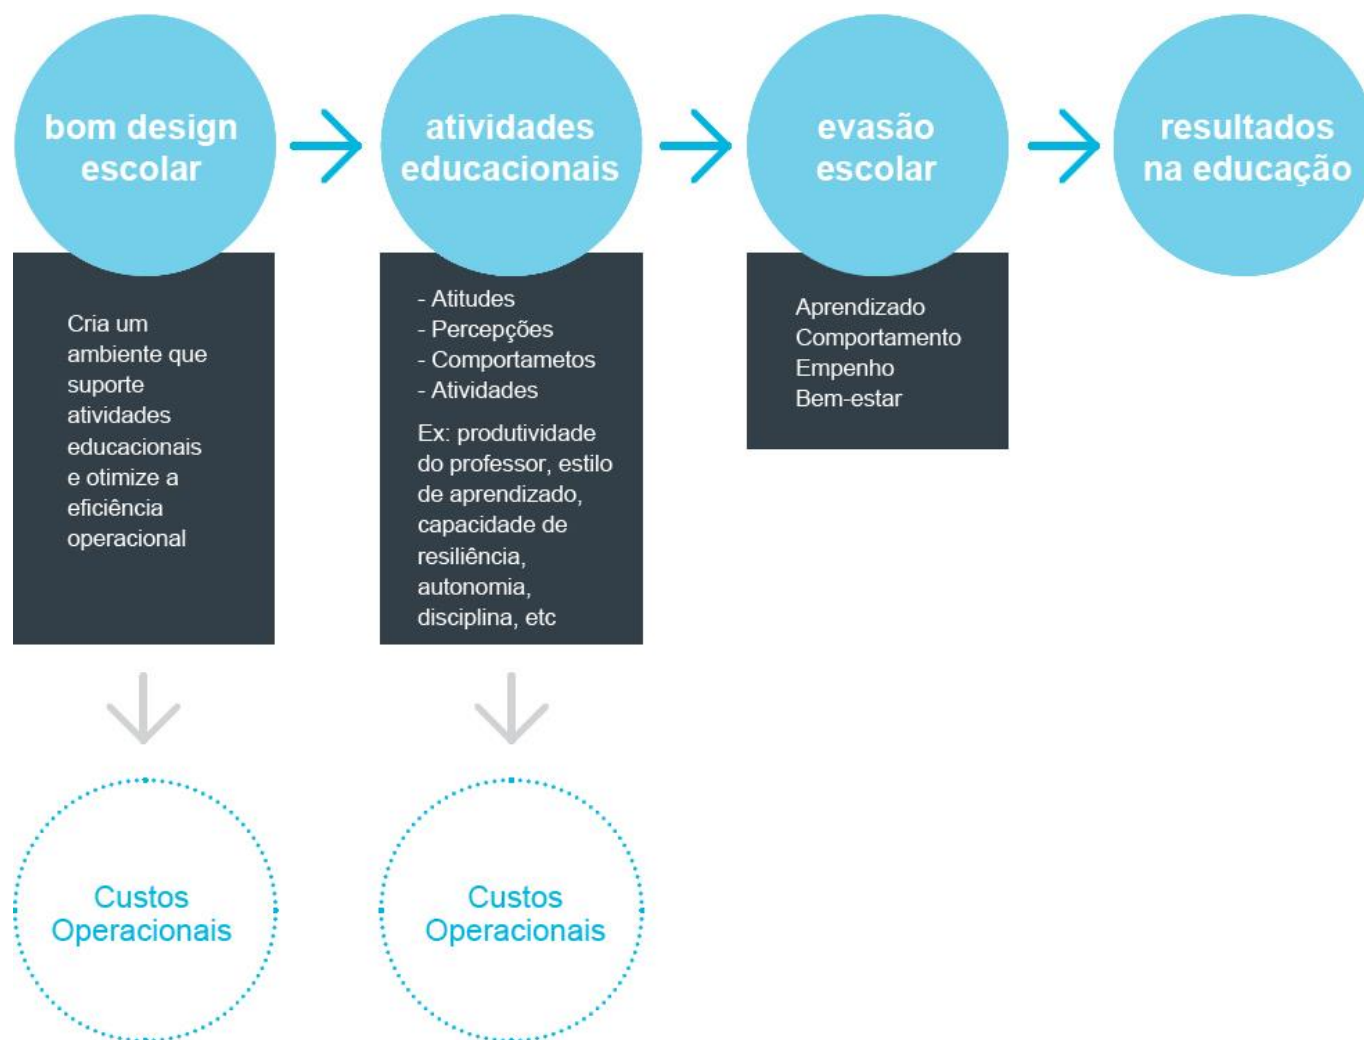 bom design
escolar
atividades
educacionais
evasão
escolar
resultados
na educação
Cria um
ambiente que
suporte
atividades
educacionais
e otimize a
eficiência
operacional
- Atitudes
- Percepções
- Comportametos
- Atividades
Ex: produtividade
do professor, estilo
de aprendizado,
capacidade de
resiliência,
autonomia,
disciplina, etc
Aprendizado
Comportamento
Empenho
Bem-estar
Custos
Operacionais
Custos
Operacionais